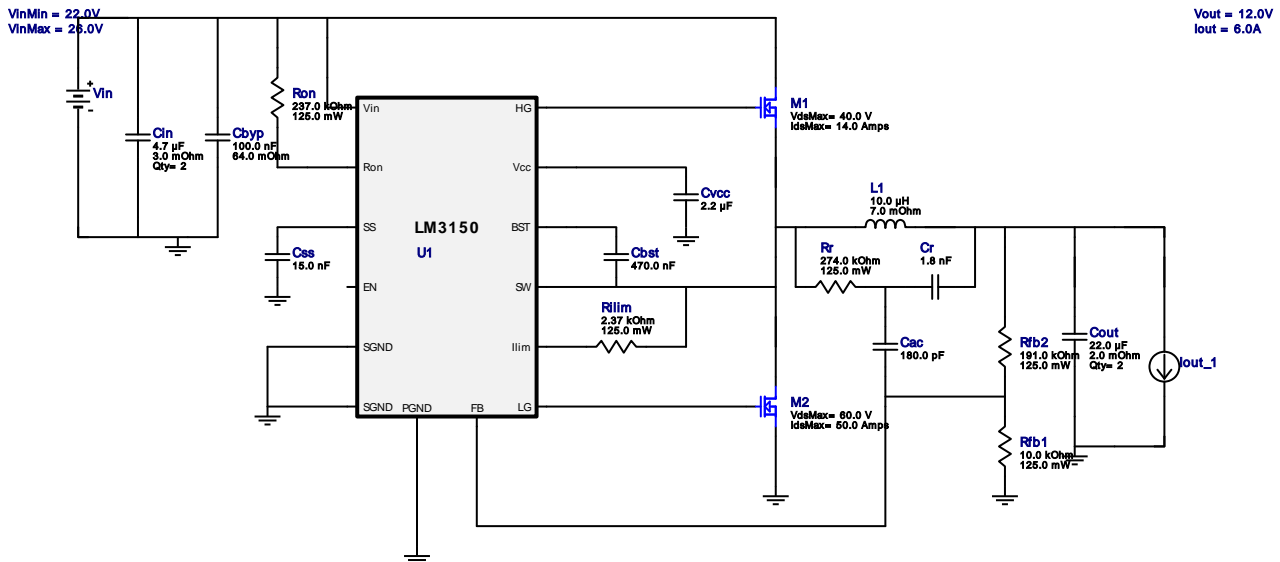 VinMin = 22.0V
VinMax = 26.0V
Vout = 12.0V
Iout = 6.0A
Vin
+
-
Cin
4.7 µF
3.0 mOhm
Qty= 2
Cbyp
100.0 nF
64.0 mOhm
Ron
237.0 kOhm
125.0 mW
Css
15.0 nF
Vin
Ron
SS
EN
SGND
SGND
PGND
FB
LM3150
U1
HG
Vcc
BST
SW
Ilim
LG
Cvcc
2.2 µF
Cbst
470.0 nF
Rilim
2.37 kOhm
125.0 mW
M1
VdsMax= 40.0 V
IdsMax= 14.0 Amps
M2
VdsMax= 60.0 V
IdsMax= 50.0 Amps
L1
10.0 µH
7.0 mOhm
Rr
274.0 kOhm
125.0 mW
Cr
1.8 nF
Cac
180.0 pF
Rfb2
191.0 kOhm
125.0 mW
Rfb1
10.0 kOhm
125.0 mW
Cout
22.0 µF
2.0 mOhm
Qty= 2
Iout_1